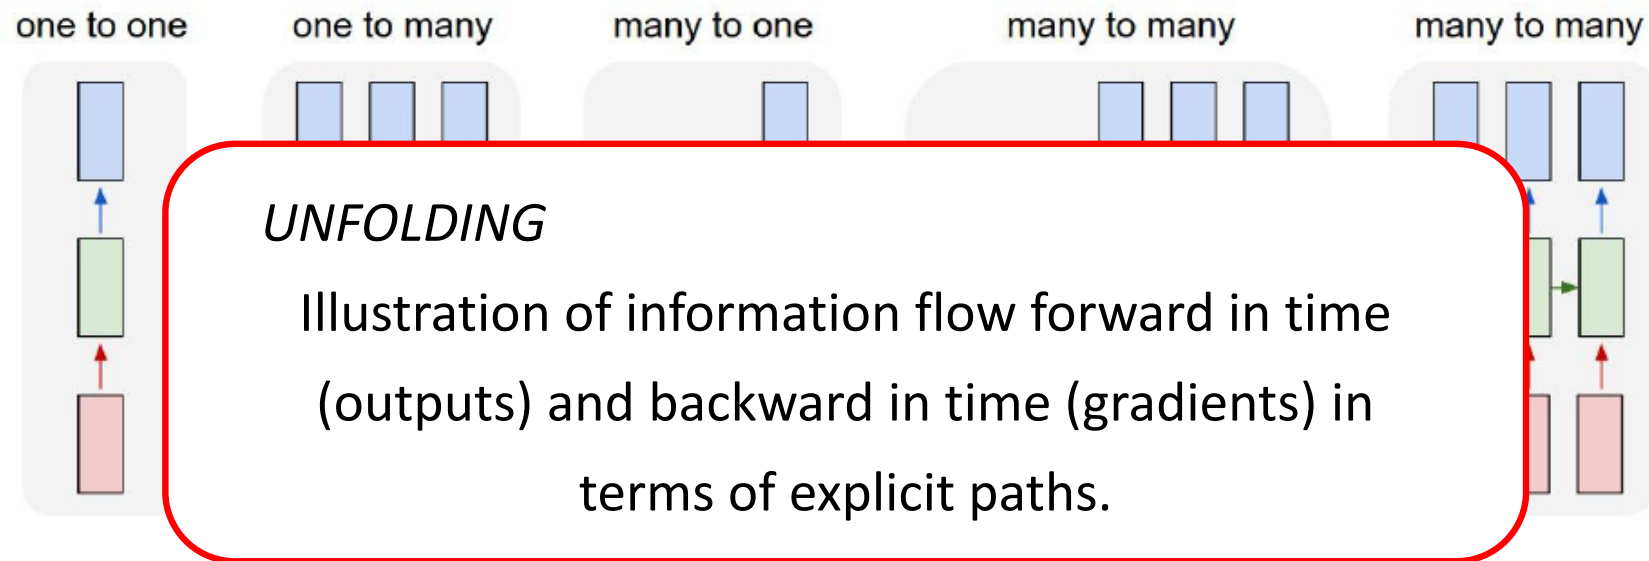 one to one one to many many to one many to many many to many
UNFOLDING
Illustration of information flow forward in time
(outputs) and backward in time (gradients) in
terms of explicit paths.